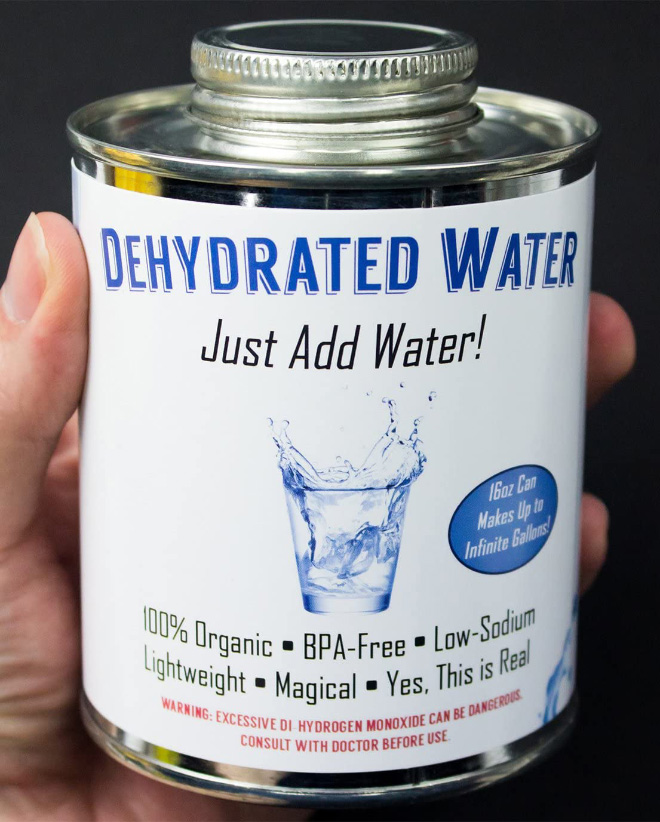 DEHYDRATED WATER
Just Add Water!
16oz Can
Makes Up to
Infinite Gallons!
100% Organic ▪ BPA-Free ▪ Low-Sodium
Lightweight ▪ Magical ▪ Yes, This is Real
WARNING: EXCESSIVE DI-HYDROGEN MONOXIDE CAN BE DANGEROUS.
CONSULT WITH DOCTOR BEFORE USE.